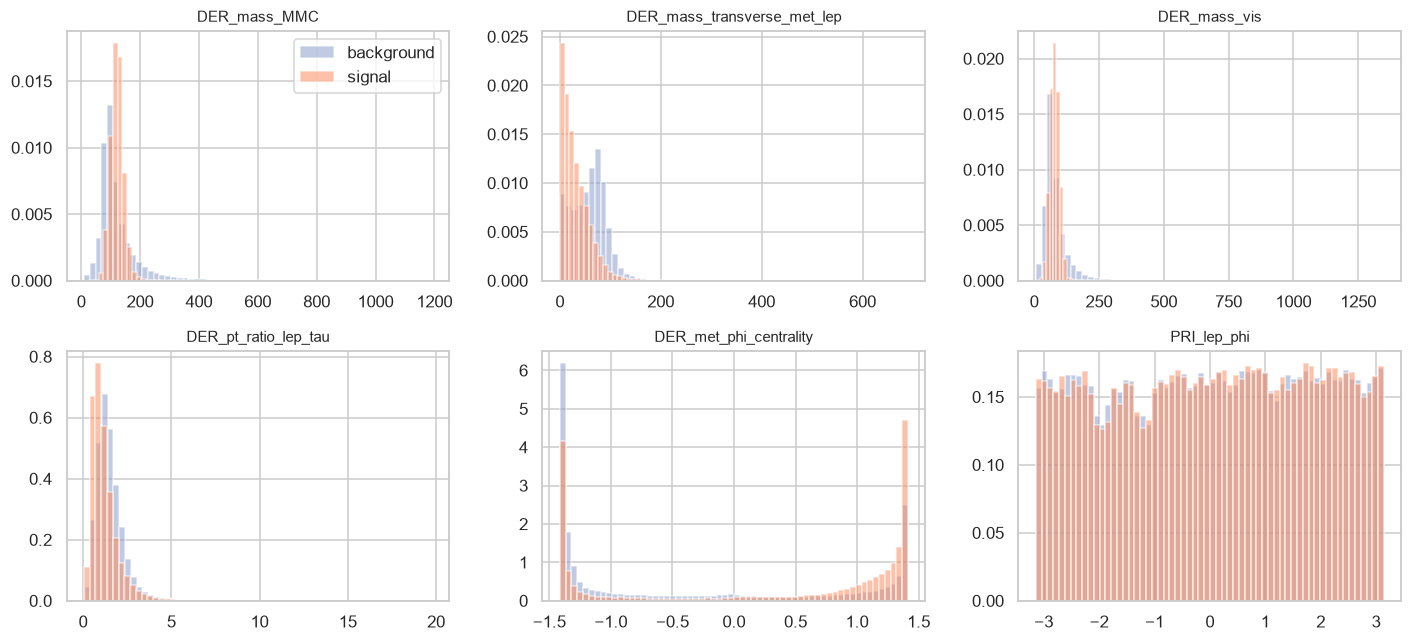 DER_mass_MMC
0.015
0.010
0.005
0.000
0 200 400 600 800 1000 1200
background
signal
DER_mass_transverse_met_lep
0.025
0.020
0.015
0.010
0.005
0.000
0 200 400 600
DER_mass_vis
0.020
0.015
0.010
0.005
0.000
0 250 500 750 1000 1250
DER_pt_ratio_lep_tau
0.8
0.6
0.4
0.2
0.0
0 5 10 15 20
DER_met_phi_centrality
6
5
4
3
2
1
0
−1.5 −1.0 −0.5 0.0 0.5 1.0 1.5
PRI_lep_phi
0.15
0.10
0.05
0.00
−3 −2 −1 0 1 2 3